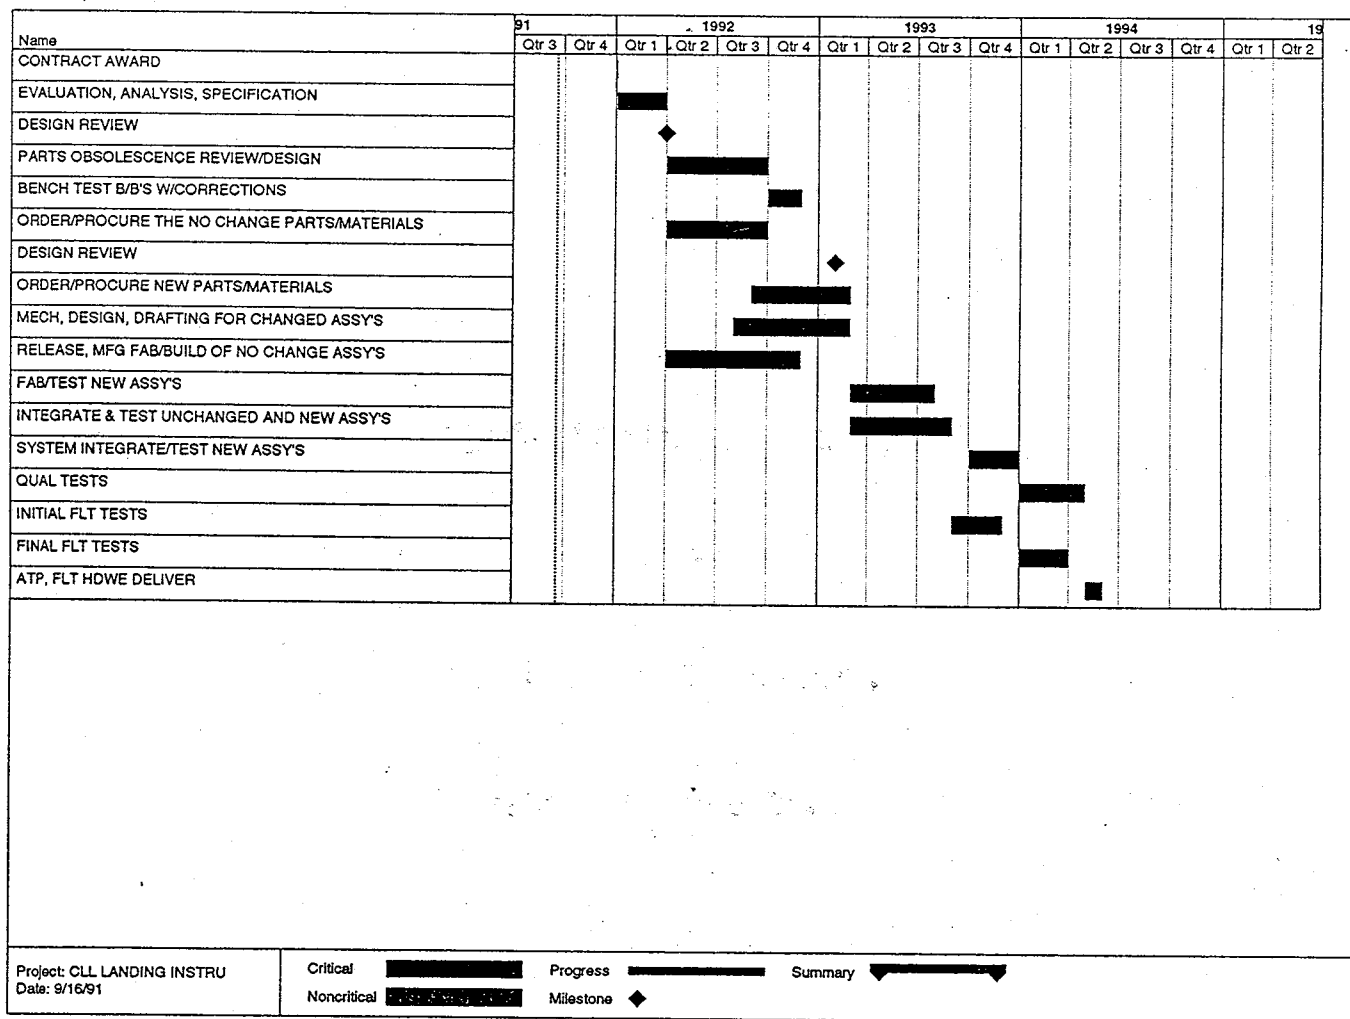 91 1992 1993 1994 19
Name Qtr 3 Qtr 4 Qtr 1 Qtr 2 Qtr 3 Qtr 4 Qtr 1 Qtr 2 Qtr 3 Qtr 4 Qtr 1 Qtr 2 Qtr 3 Qtr 4 Qtr 1 Qtr 2
CONTRACT AWARD
EVALUATION, ANALYSIS, SPECIFICATION
DESIGN REVIEW
PARTS OBSOLESCENCE REVIEW/DESIGN
BENCH TEST B/B'S W/CORRECTIONS
ORDER/PROCURE THE NO CHANGE PARTS/MATERIALS
DESIGN REVIEW
ORDER/PROCURE NEW PARTS/MATERIALS
MECH, DESIGN, DRAFTING FOR CHANGED ASSY'S
RELEASE, MFG FAB/BUILD OF NO CHANGE ASSY'S
FAB/TEST NEW ASSY'S
INTEGRATE & TEST UNCHANGED AND NEW ASSY'S
SYSTEM INTEGRATE/TEST NEW ASSY'S
QUAL TESTS
INITIAL FLT TESTS
FINAL FLT TESTS
ATP, FLT HDWE DELIVER
Project: CLL LANDING INSTRU
Date: 9/16/91
Critical Progress Summary
Noncritical Milestone